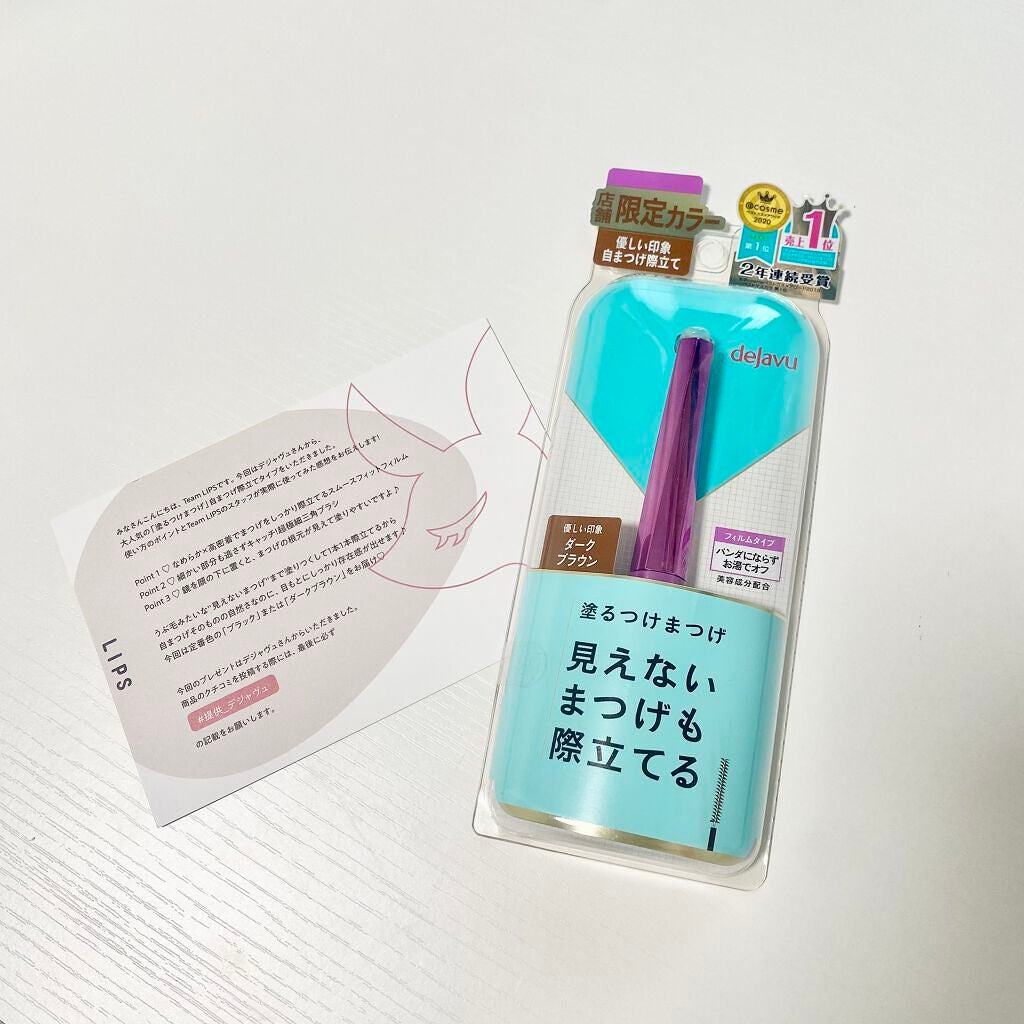 みなさんこんにちは、Team LIPSです。今回はデジャヴュさんから、
大人気の「塗るつけまつげ」自まつげ際立てタイプをいただきました。
使い方のポイントとTeam LIPSのスタッフが実際に使ってみた感想をお伝えします!
Point 1 ♡ なめらか×高密着でまつげをしっかり際立てるスムースフィットフィルム
Point 2 ♡ 細かい部分も逃さずキャッチ!超極細三角ブラシ
Point 3 ♡ 鏡を顔の下に置くと、まつげの根元が見えて塗りやすいですよ♪
うぶ毛みたいな"見えないまつげ"まで塗りつくして1本1本際立てるから
自まつげそのものの自然さなのに、目もとにしっかり存在感が出せます♪
今回は定番色の「ブラック」または「ダークブラウン」をお届け♡
今回のプレゼントはデジャヴュさんからいただきました。
商品のクチコミを投稿する際には、最後に必ず
#提供_デジャヴュ
の記載をお願いします。
LIPS
店舗 限定カラー
優しい印象
自まつげ際立て
@cosme
ベストコスメアワード
2020
第1位
売上1位
2年連続受賞
dejavu
優しい印象
ダーク
ブラウン
フィルムタイプ
パンダにならず
お湯でオフ
美容成分配合
塗るつけまつげ
見えない
まつげも
際立てる